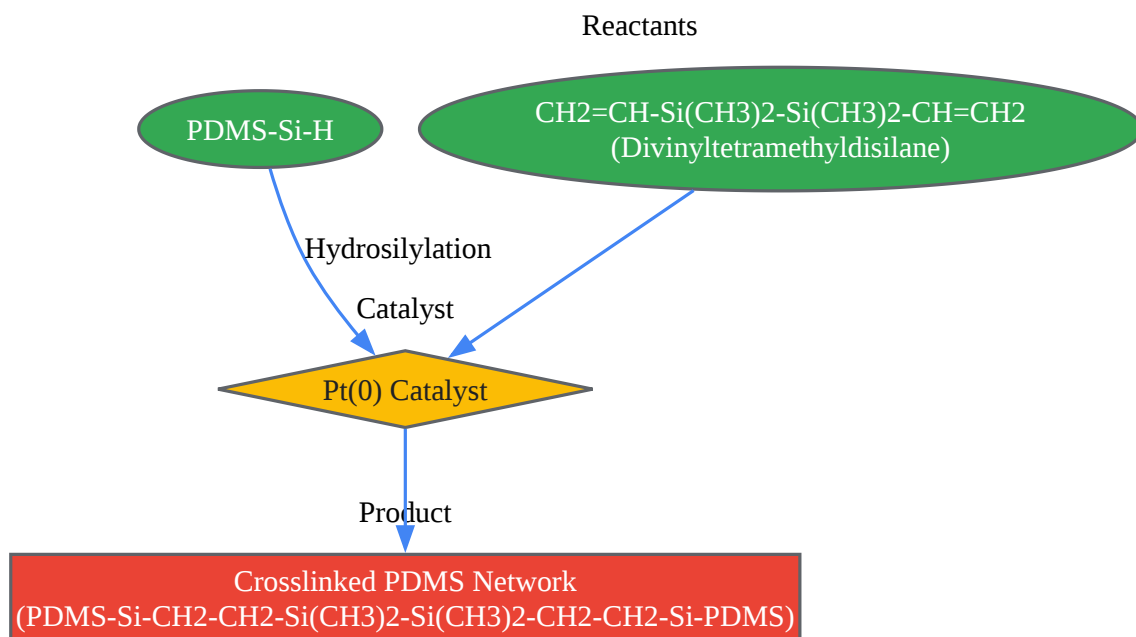 Reactants
PDMS-Si-H
CH2=CH-Si(CH3)2-Si(CH3)2-CH=CH2
(Divinyltetramethyldisilane)
Hydrosilylation
Catalyst
Pt(0) Catalyst
Product
Crosslinked PDMS Network
(PDMS-Si-CH2-CH2-Si(CH3)2-Si(CH3)2-CH2-CH2-Si-PDMS)